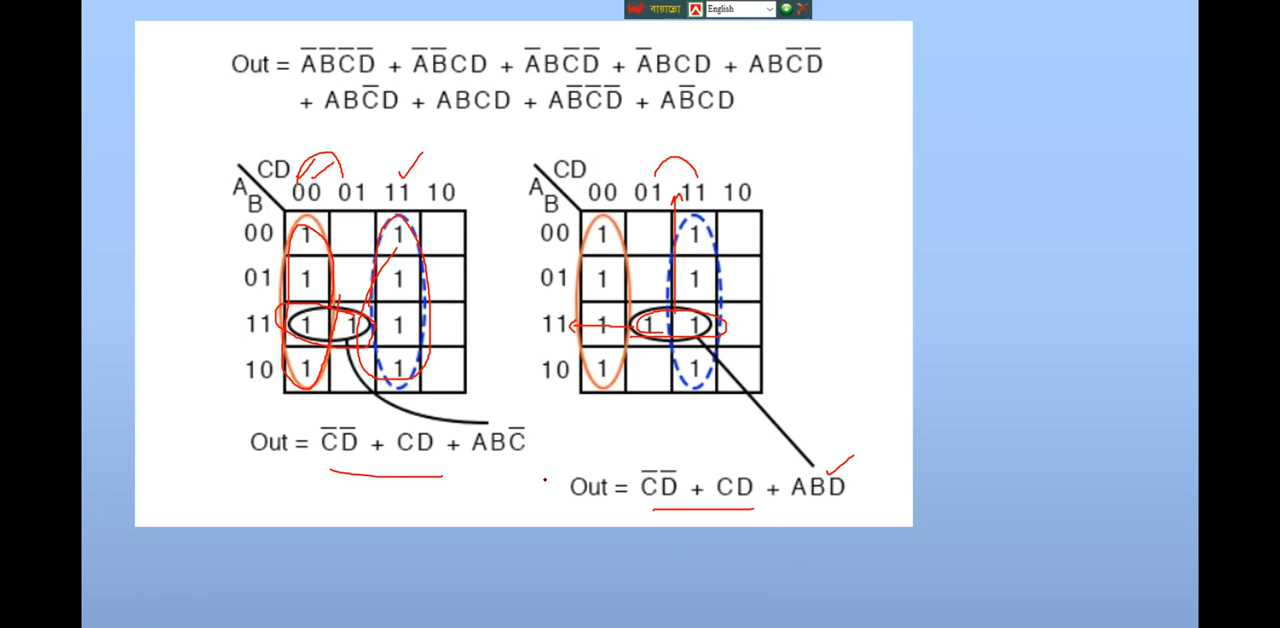 বায়ান্নো English
Out = A̅B̅C̅D̅ + A̅B̅CD + A̅BC̅D̅ + A̅BCD + ABC̅D̅
+ ABC̅D + ABCD + AB̅C̅D̅ + AB̅CD
CD
A
B
00 01 11 10
00 1 1
01 1 1
11 1 1 1
10 1 1
Out = C̅D̅ + CD + ABC̅
CD
A
B
00 01 11 10
00 1 1
01 1 1
11 1 1 1
10 1 1
Out = C̅D̅ + CD + ABD